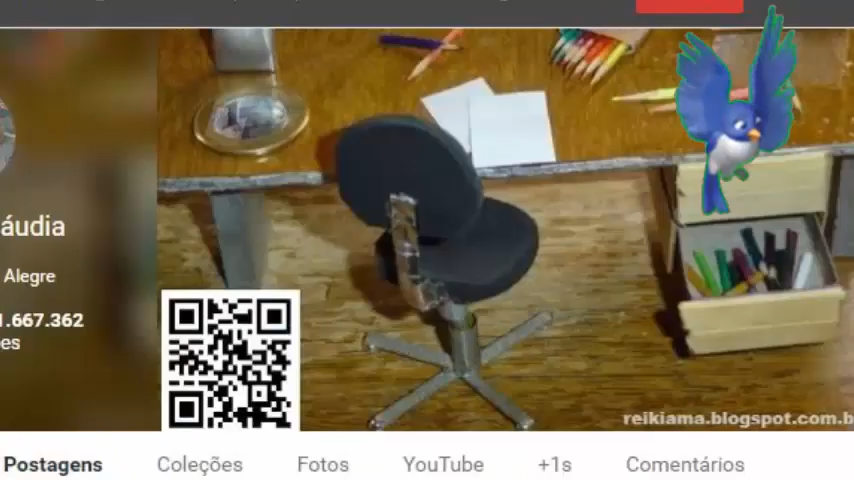 áudia
Alegre
1.667.362
es
reikiama.blogspot.com.b
Postagens Coleções Fotos YouTube +1s Comentários